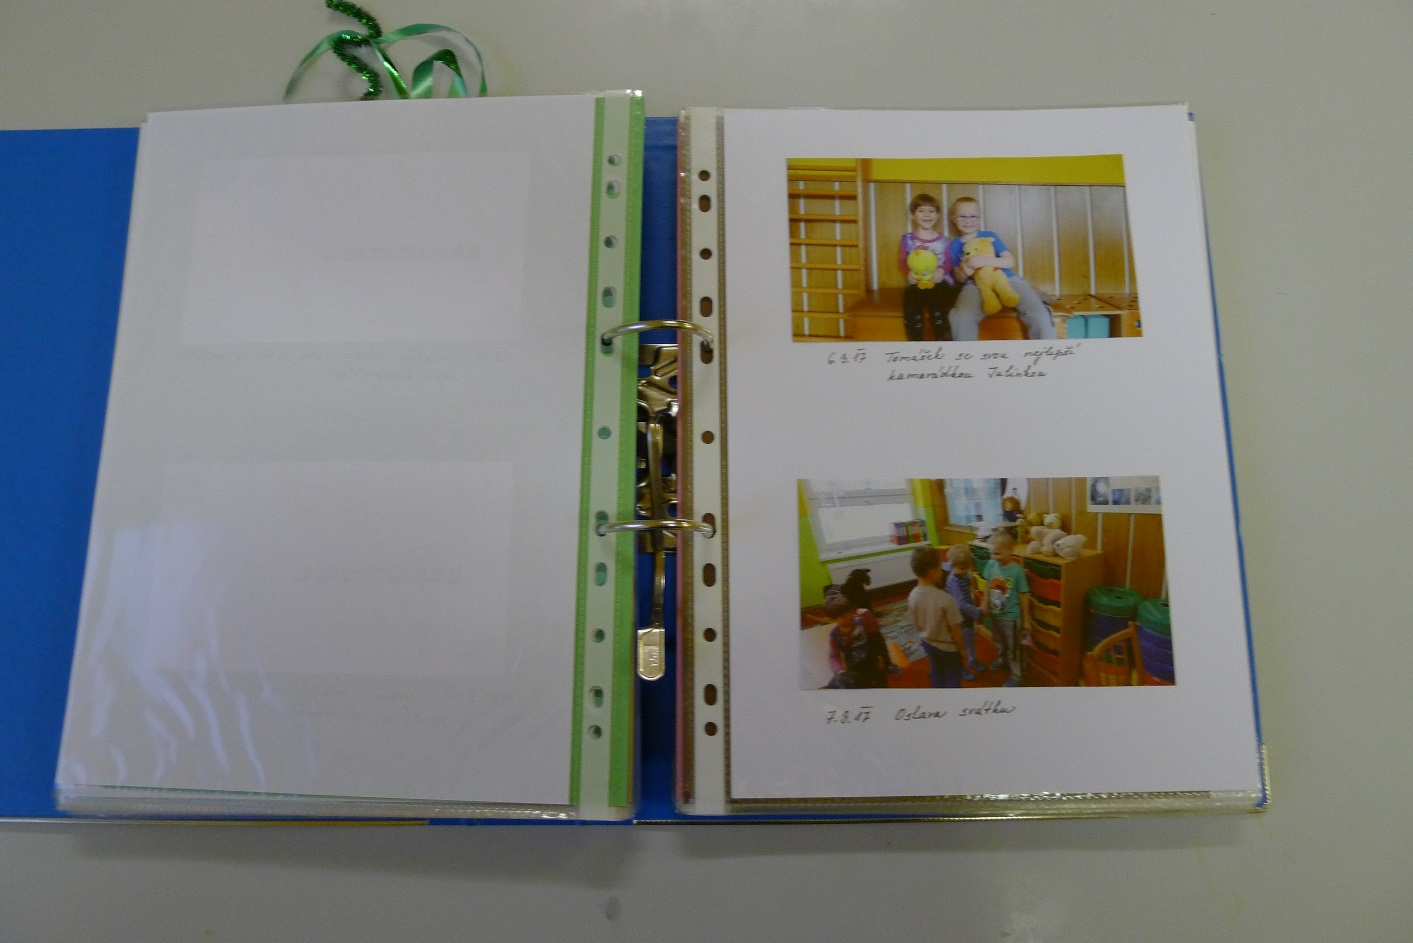 6.3.17 Tomášek se svou nejlepší
kamarádkou Julinkou
7.3.17 Oslava svátku